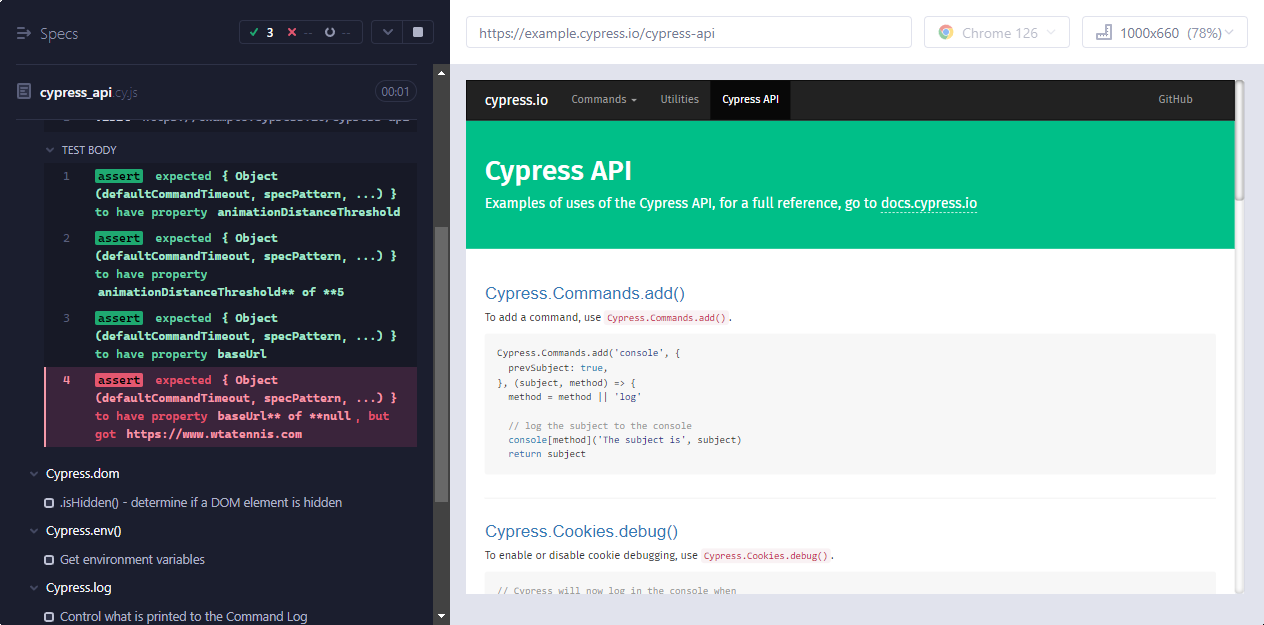 Specs
3 -- --
cypress_api.cy.js
00:01
TEST BODY
1 assert expected { Object
(defaultCommandTimeout, specPattern, ...) }
to have property animationDistanceThreshold
2 assert expected { Object
(defaultCommandTimeout, specPattern, ...) }
to have property
animationDistanceThreshold** of **5
3 assert expected { Object
(defaultCommandTimeout, specPattern, ...) }
to have property baseUrl
4 assert expected { Object
(defaultCommandTimeout, specPattern, ...) }
to have property baseUrl** of **null, but
got https://www.wtatennis.com
Cypress.dom
.isHidden() - determine if a DOM element is hidden
Cypress.env()
Get environment variables
Cypress.log
Control what is printed to the Command Log
https://example.cypress.io/cypress-api
Chrome 126
1000x660 (78%)
cypress.io Commands Utilities Cypress API GitHub
Cypress API
Examples of uses of the Cypress API, for a full reference, go to docs.cypress.io
Cypress.Commands.add()
To add a command, use Cypress.Commands.add().
Cypress.Commands.add('console', {
prevSubject: true,
}, (subject, method) => {
method = method || 'log'
// log the subject to the console
console[method]('The subject is', subject)
return subject
Cypress.Cookies.debug()
To enable or disable cookie debugging, use Cypress.Cookies.debug().
// Cypress will now log in the console when